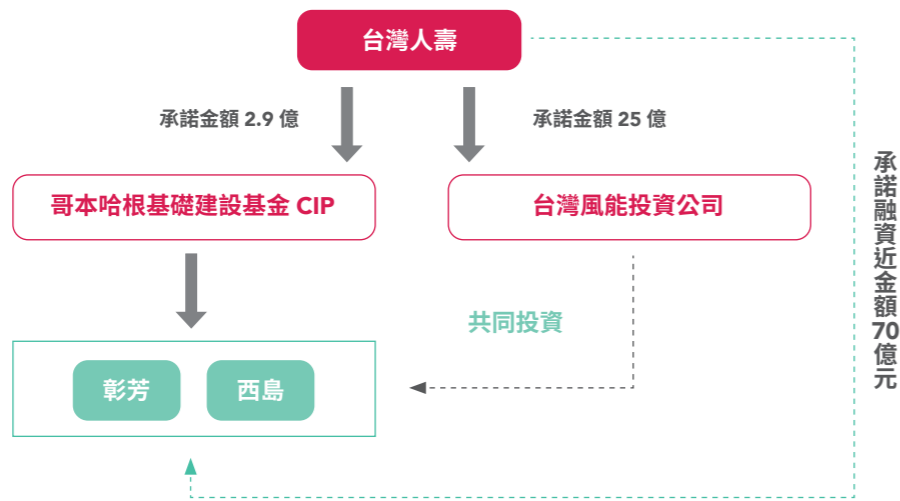 台灣人壽
承諾金額 2.9 億
承諾金額 25 億
哥本哈根基礎建設基金 CIP
台灣風能投資公司
共同投資
彰芳
西島
承諾融資近金額70億元